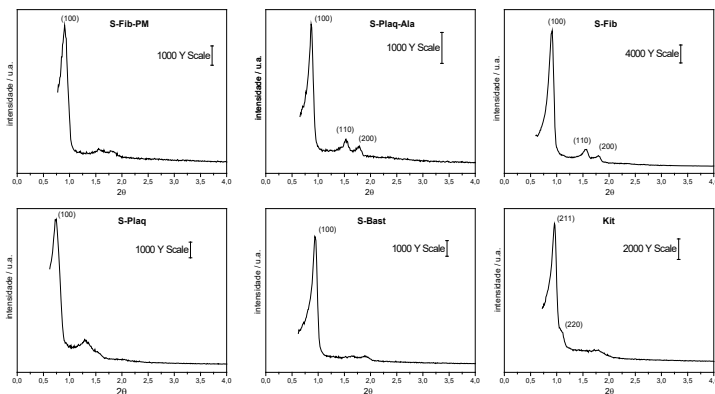 S-Fib-PM
(100)
1000 Y Scale
intensidade / u.a.
0,0 0,5 1,0 1,5 2,0 2,5 3,0 3,5 4,0
2θ
S-Plaq-Ala
(100)
1000 Y Scale
(110)
(200)
intensidade / u.a.
0,0 0,5 1,0 1,5 2,0 2,5 3,0 3,5 4,0
2θ
S-Fib
(100)
4000 Y Scale
(110)
(200)
intensidade / u.a.
0,0 0,5 1,0 1,5 2,0 2,5 3,0 3,5 4,0
2θ
S-Plaq
(100)
1000 Y Scale
intensidade / u.a.
0,0 0,5 1,0 1,5 2,0 2,5 3,0 3,5 4,0
2θ
S-Bast
(100)
1000 Y Scale
intensidade / u.a.
0,0 0,5 1,0 1,5 2,0 2,5 3,0 3,5 4,0
2θ
Kit
(211)
2000 Y Scale
(220)
intensidade / u.a.
0,0 0,5 1,0 1,5 2,0 2,5 3,0 3,5 4,0
2θ